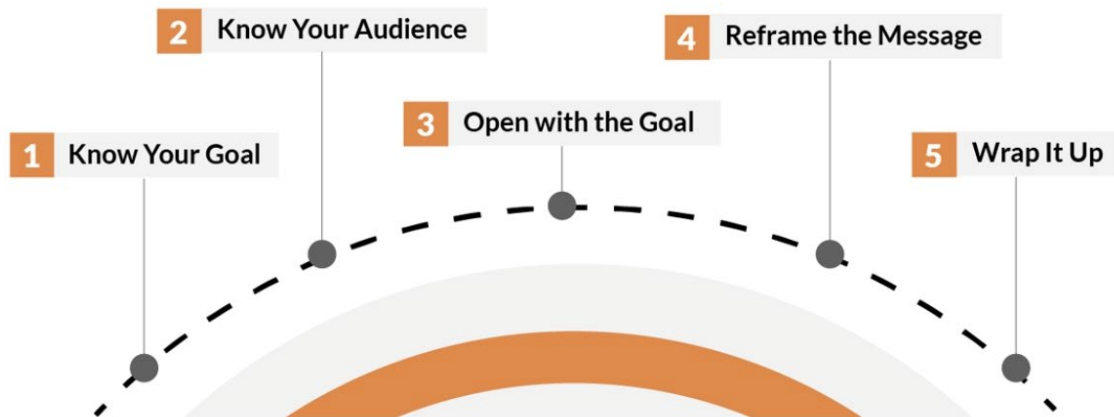 1 Know Your Goal
2 Know Your Audience
3 Open with the Goal
4 Reframe the Message
5 Wrap It Up